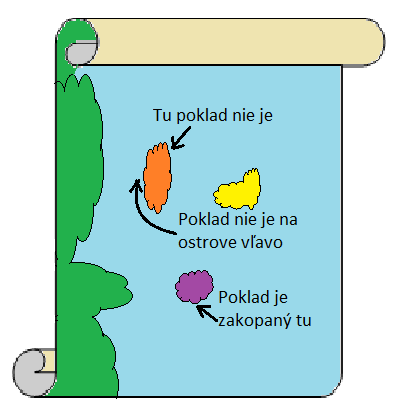 Tu poklad nie je
Poklad nie je na
ostrove vľavo
Poklad je
zakopaný tu